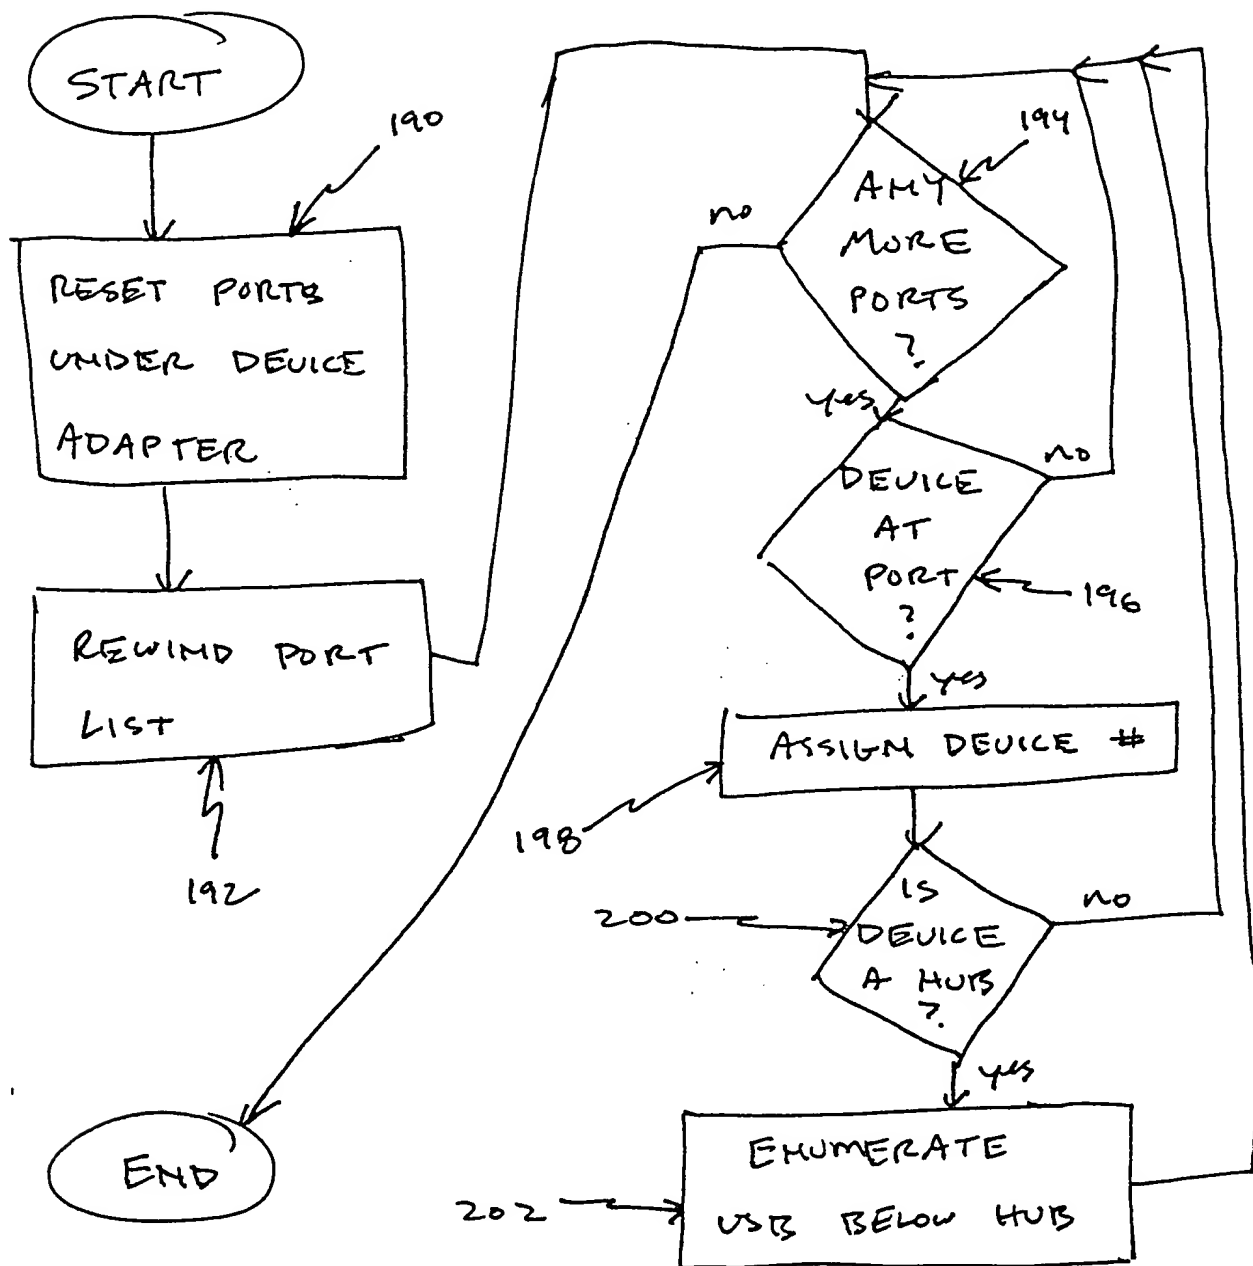 START
190
RESET PORTS
UNDER DEVICE
ADAPTER
REWIND PORT
LIST
192
194
ANY
MORE
PORTS
?
no
yes
DEVICE
AT
PORT
?
no
196
yes
ASSIGN DEVICE #
198
IS
DEVICE
A HUB
?
200
no
yes
ENUMERATE
USB BELOW HUB
202
END